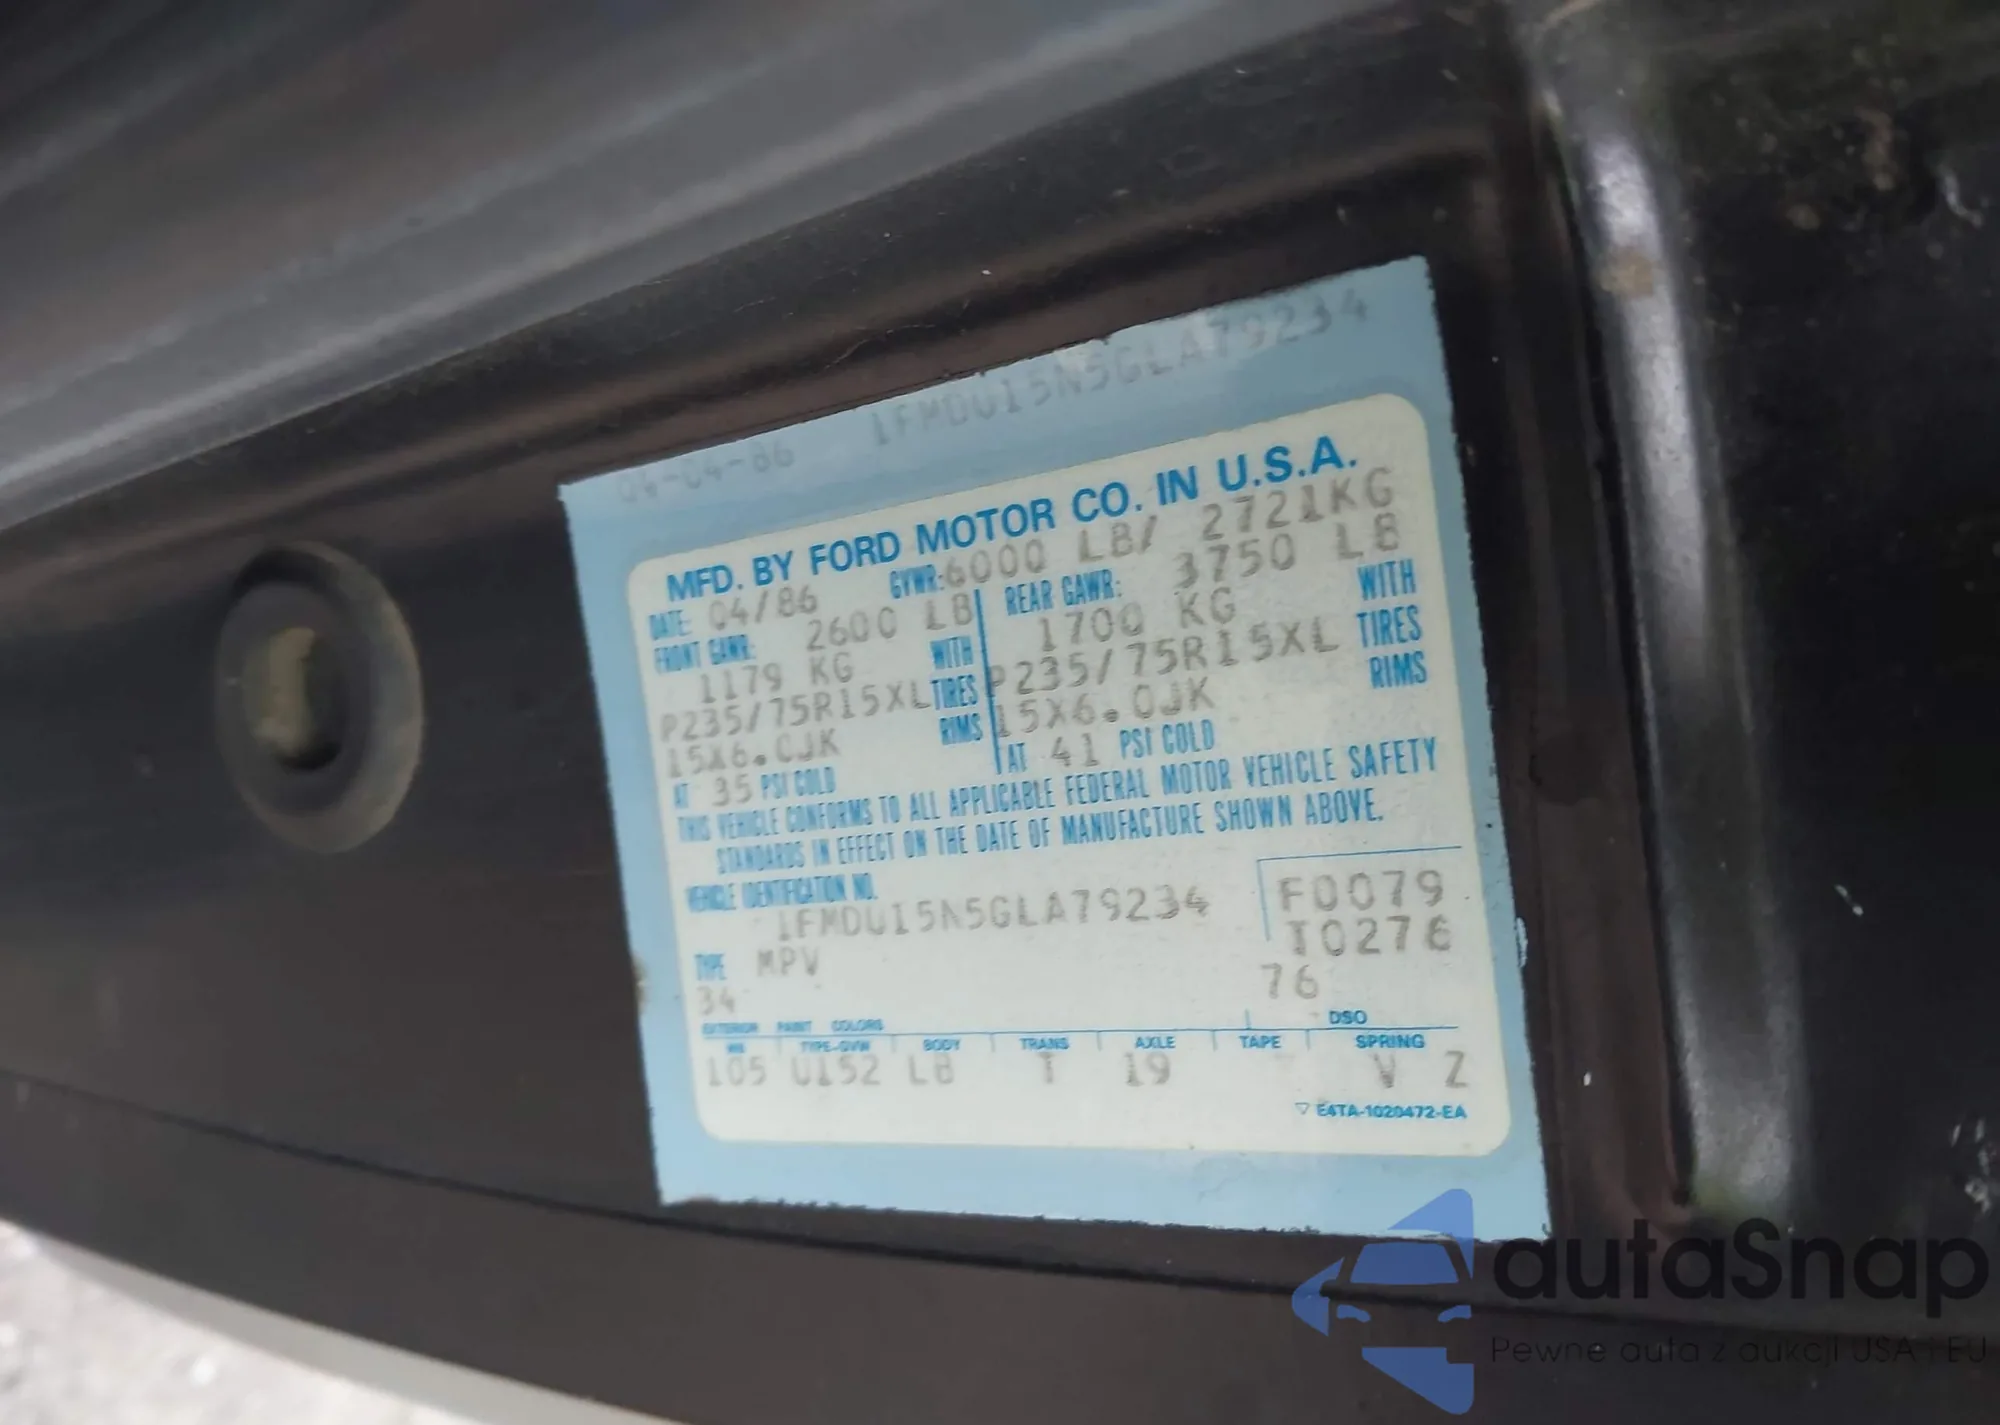 04-04-86 1FMDU15N5GLA79234
MFD. BY FORD MOTOR CO. IN U.S.A.
DATE: 04/86 GVWR: 6000 LB/ 2721KG
FRONT GAWR: 2600 LB REAR GAWR: 3750 LB
1179 KG WITH 1700 KG WITH
P235/75R15XL TIRES P235/75R15XL TIRES
15X6.0JK RIMS 15X6.0JK RIMS
AT 35 PSI COLD AT 41 PSI COLD
THIS VEHICLE CONFORMS TO ALL APPLICABLE FEDERAL MOTOR VEHICLE SAFETY
STANDARDS IN EFFECT ON THE DATE OF MANUFACTURE SHOWN ABOVE.
VEHICLE IDENTIFICATION NO.
1FMDU15N5GLA79234 F0079
TYPE MPV T0276
34 76
EXTERIOR PAINT COLORS DSO
WB TYPE-GVW BODY TRANS AXLE TAPE SPRING
105 U152 LB T 19 V Z
▽ E4TA-1020472-EA
autaSnap
Pewne auta z aukcji USA i EU